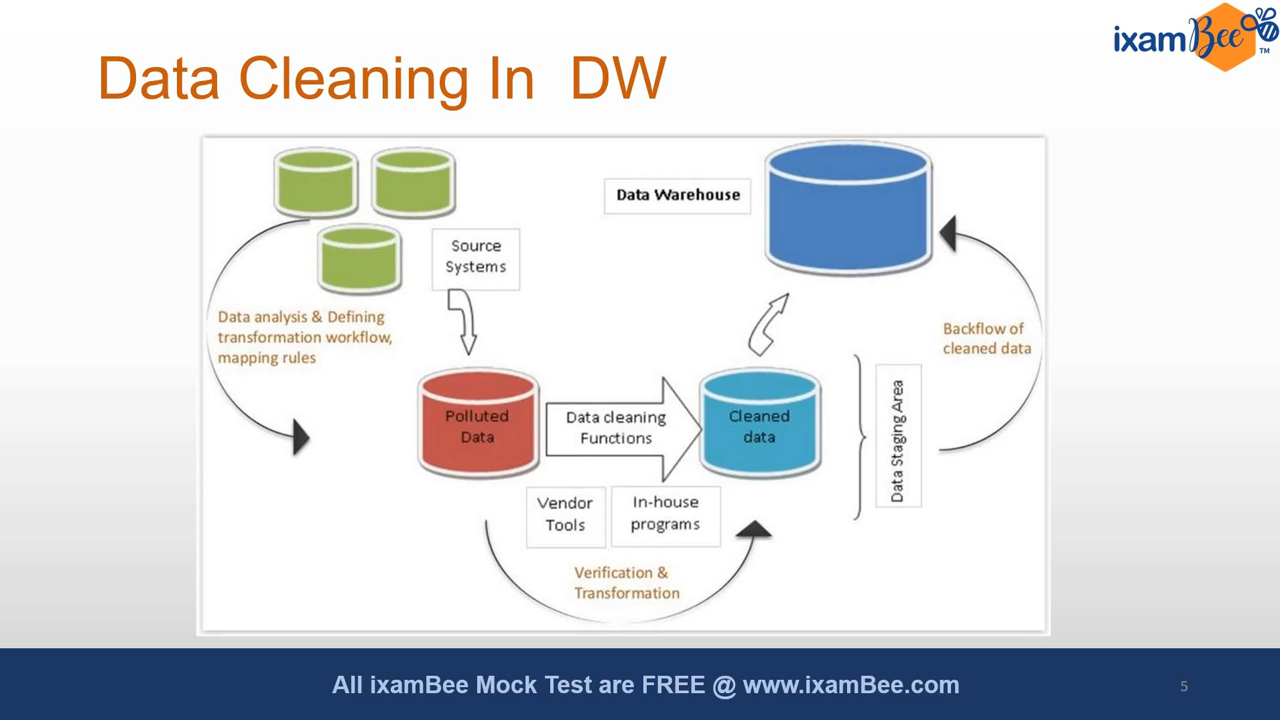 ixamBee
TM
Data Cleaning In DW
Data Warehouse
Source
Systems
Data analysis & Defining
transformation workflow,
mapping rules
Backflow of
cleaned data
Polluted
Data
Data cleaning
Functions
Cleaned
data
Data Staging Area
Vendor
Tools
In-house
programs
Verification &
Transformation
All ixamBee Mock Test are FREE @ www.ixamBee.com
5